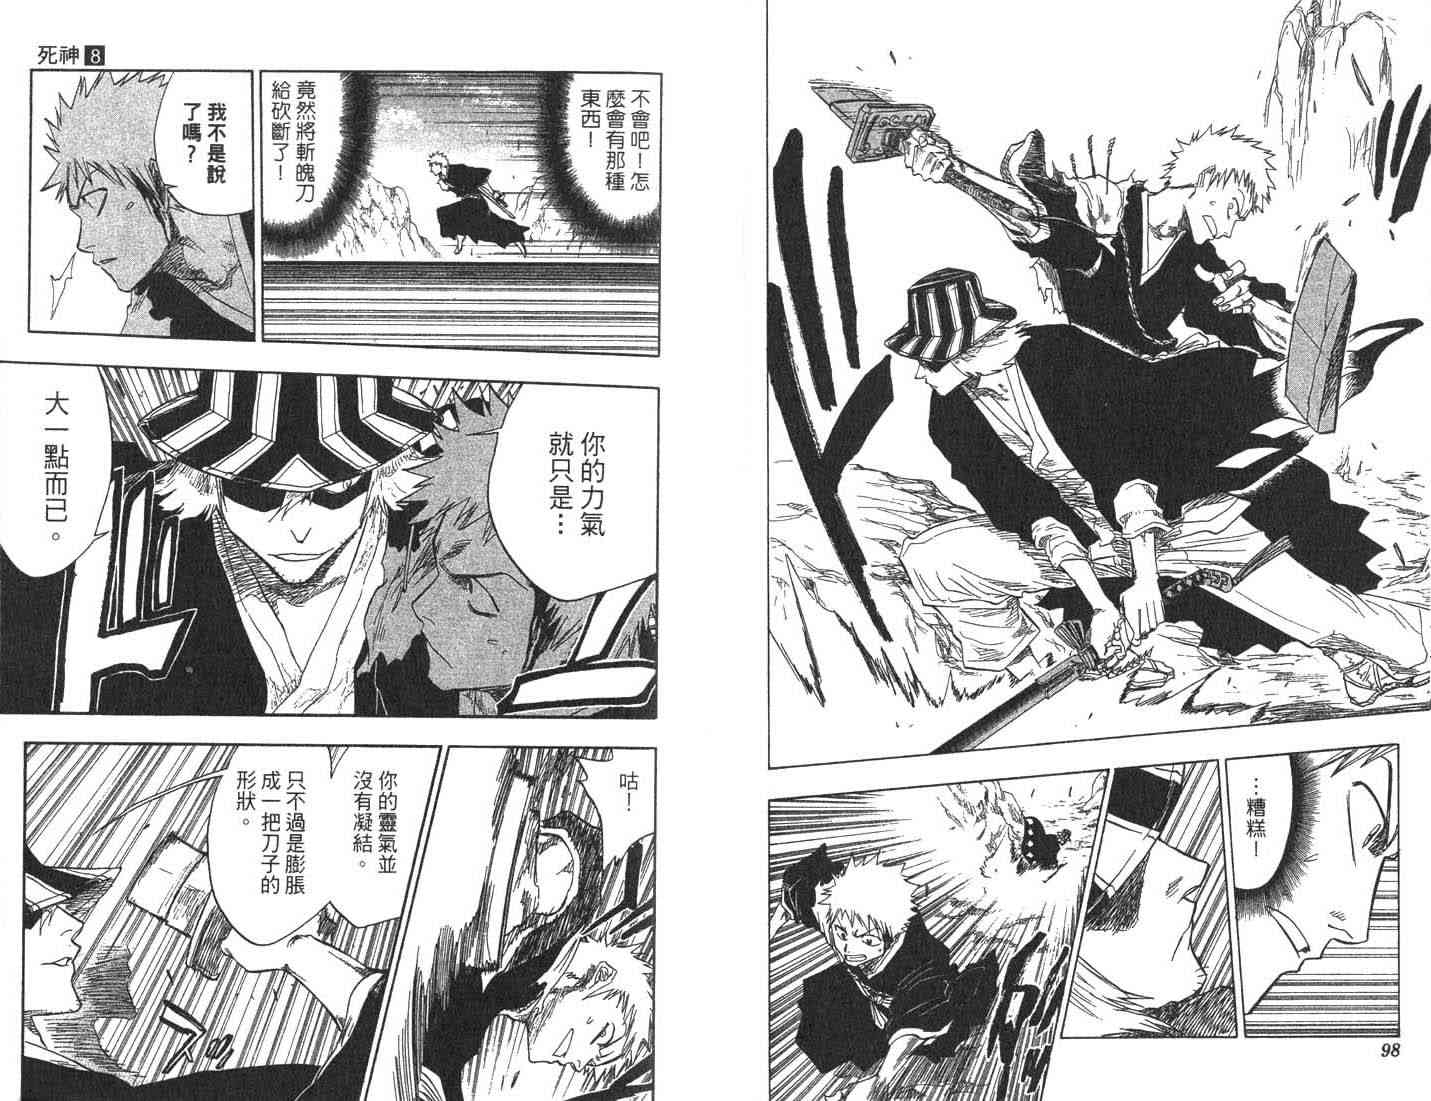 …糟糕！
98
死神 8
不會吧！怎
麼會有那種
東西！
竟然將斬魄刀
給砍斷了！
我不是說
了嗎？
你的力氣
就只是…
大一點而已。
咕！
你的靈氣並
沒有凝結。
只不過是膨脹
成一把刀子的
形狀。